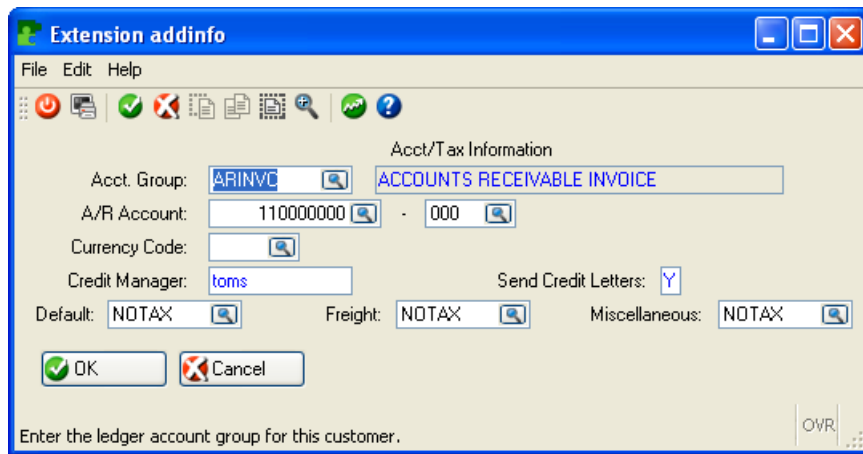 Extension addinfo
File Edit Help
Acct/Tax Information
Acct. Group: ARINVC ACCOUNTS RECEIVABLE INVOICE
A/R Account: 110000000 - 000
Currency Code:
Credit Manager: toms Send Credit Letters: Y
Default: NOTAX Freight: NOTAX Miscellaneous: NOTAX
OK Cancel
Enter the ledger account group for this customer. OVR